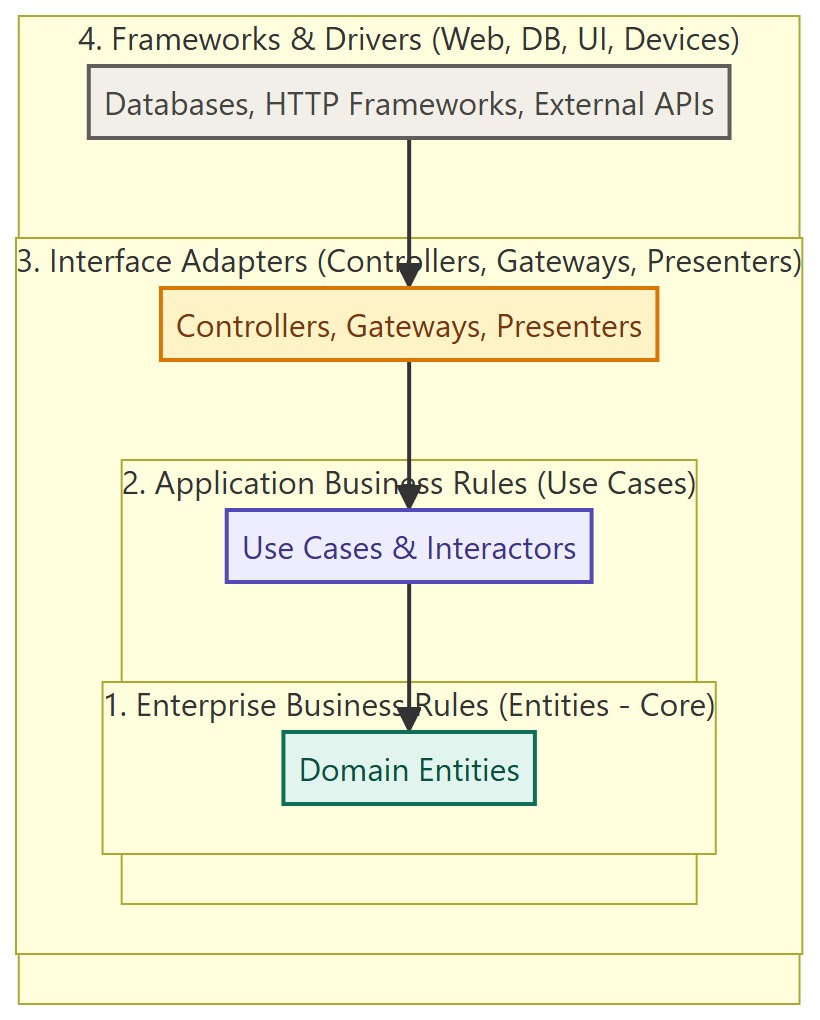 4. Frameworks & Drivers (Web, DB, UI, Devices)
Databases, HTTP Frameworks, External APIs
3. Interface Adapters (Controllers, Gateways, Presenters)
Controllers, Gateways, Presenters
2. Application Business Rules (Use Cases)
Use Cases & Interactors
1. Enterprise Business Rules (Entities - Core)
Domain Entities